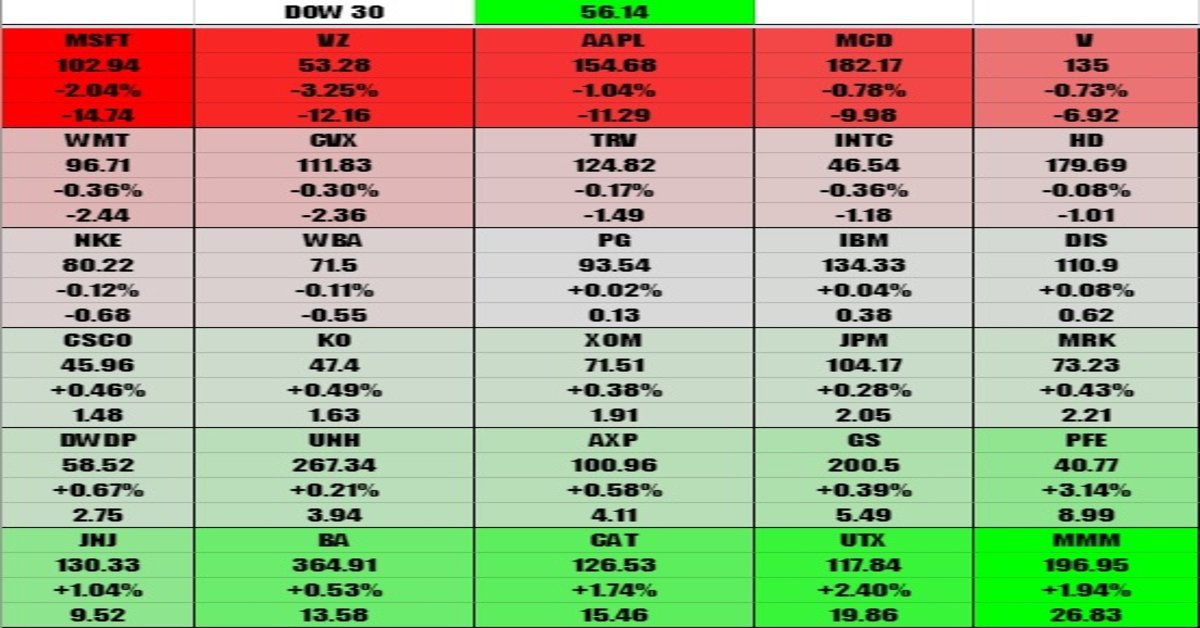 DOW 30 56.14
MSFT VZ AAPL MCD V
102.94 53.28 154.68 182.17 135
-2.04% -3.25% -1.04% -0.78% -0.73%
-14.74 -12.16 -11.29 -9.98 -6.92
WMT CVX TRV INTC HD
96.71 111.83 124.82 46.54 179.69
-0.36% -0.30% -0.17% -0.36% -0.08%
-2.44 -2.36 -1.49 -1.18 -1.01
NKE WBA PG IBM DIS
80.22 71.5 93.54 134.33 110.9
-0.12% -0.11% +0.02% +0.04% +0.08%
-0.68 -0.55 0.13 0.38 0.62
CSCO KO XOM JPM MRK
45.96 47.4 71.51 104.17 73.23
+0.46% +0.49% +0.38% +0.28% +0.43%
1.48 1.63 1.91 2.05 2.21
DWDP UNH AXP GS PFE
58.52 267.34 100.96 200.5 40.77
+0.67% +0.21% +0.58% +0.39% +3.14%
2.75 3.94 4.11 5.49 8.99
JNJ BA CAT UTX MMM
130.33 364.91 126.53 117.84 196.95
+1.04% +0.53% +1.74% +2.40% +1.94%
9.52 13.58 15.46 19.86 26.83